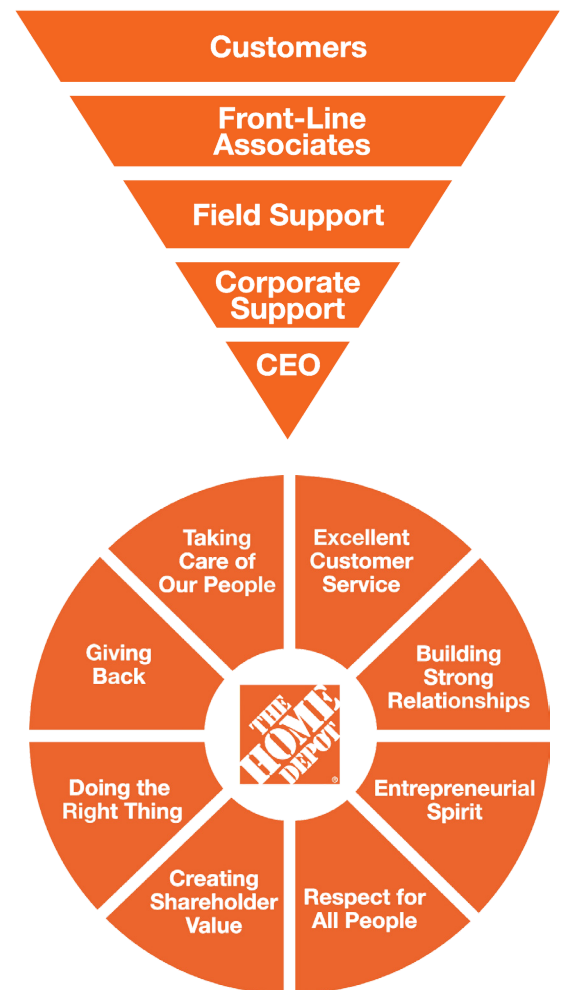 Customers
Front-Line
Associates
Field Support
Corporate
Support
CEO
Taking
Care of
Our People
Excellent
Customer
Service
Giving
Back
Building
Strong
Relationships
THE
HOME
DEPOT
®
Doing the
Right Thing
Entrepreneurial
Spirit
Creating
Shareholder
Value
Respect for
All People